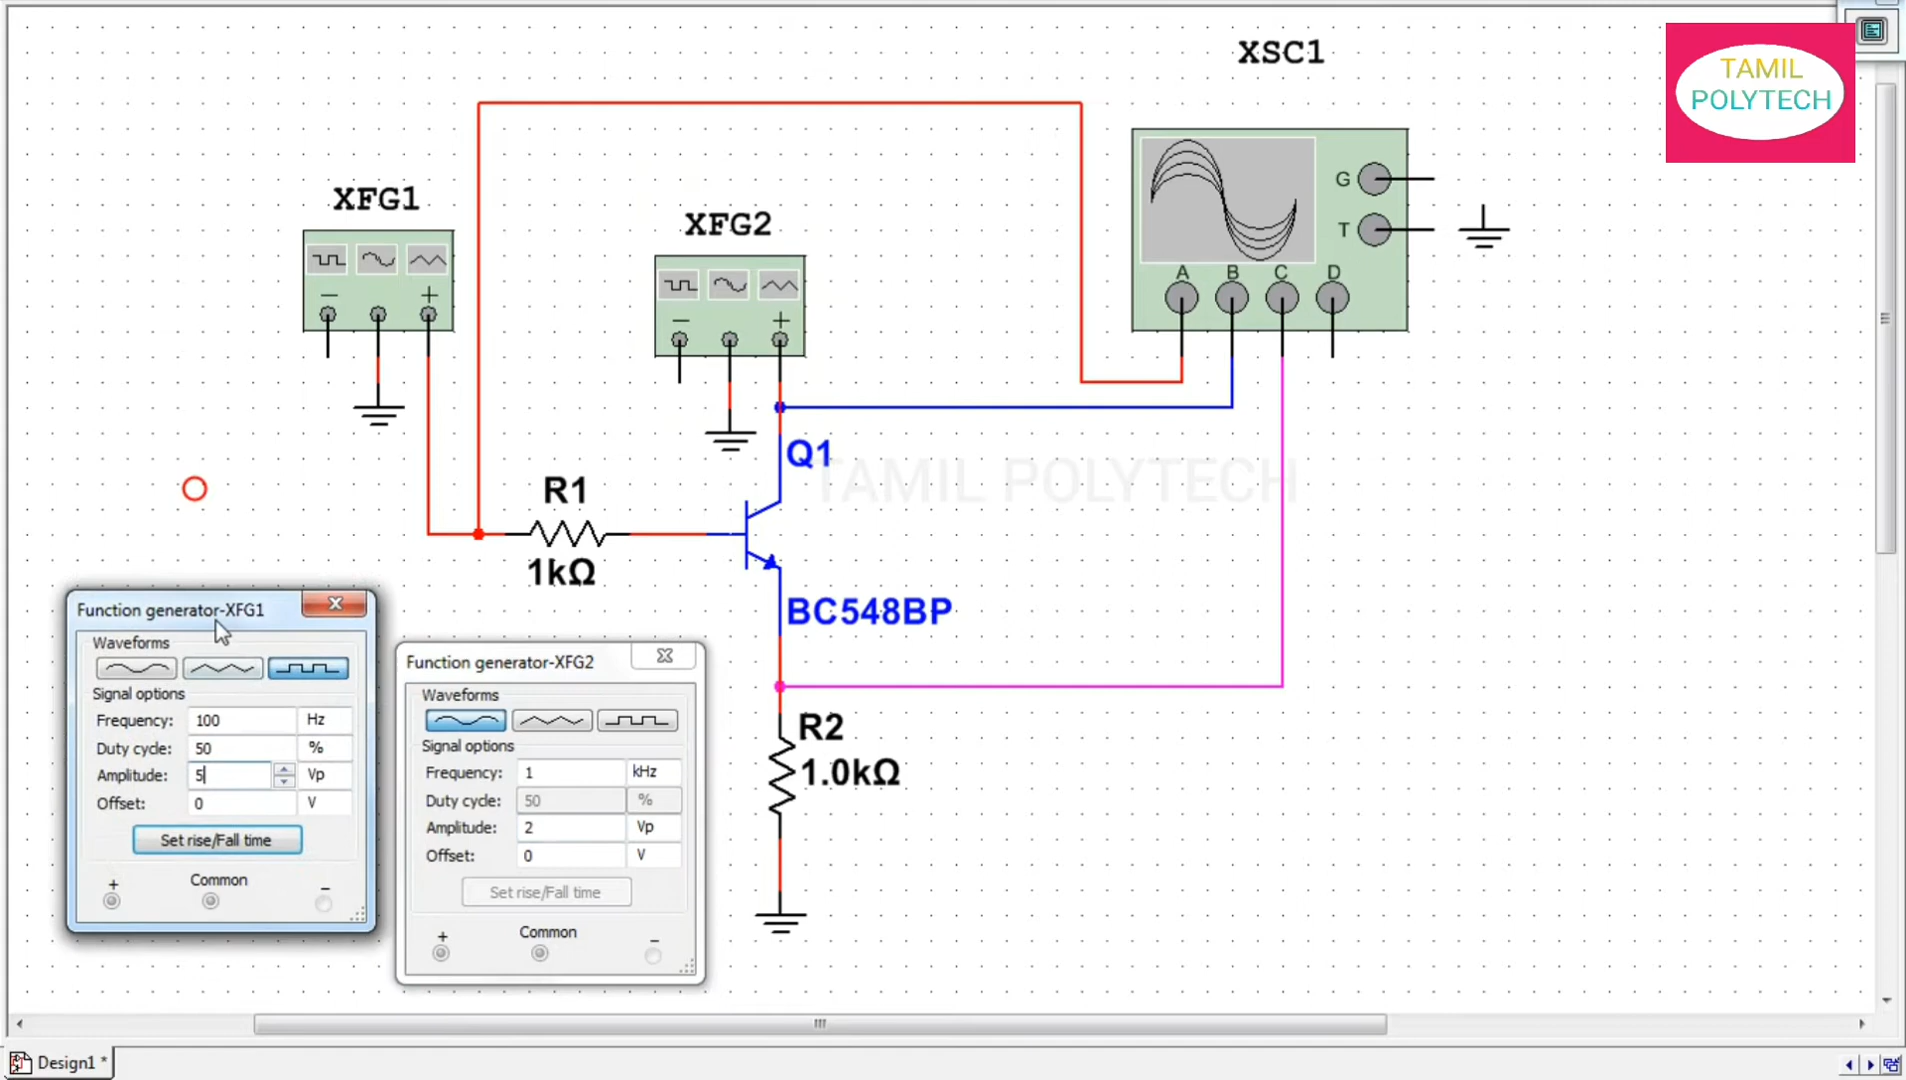 XSC1
TAMIL
POLYTECH
XFG1
XFG2
G
T
A B C D
− +
− +
Q1
TAMIL POLYTECH
R1
1kΩ
BC548BP
R2
1.0kΩ
Function generator-XFG1
Waveforms
Signal options
Frequency: 100 Hz
Duty cycle: 50 %
Amplitude: 5 Vp
Offset: 0 V
Set rise/Fall time
+ Common −
Function generator-XFG2
Waveforms
Signal options
Frequency: 1 kHz
Duty cycle: 50 %
Amplitude: 2 Vp
Offset: 0 V
Set rise/Fall time
+ Common −
Design1 *